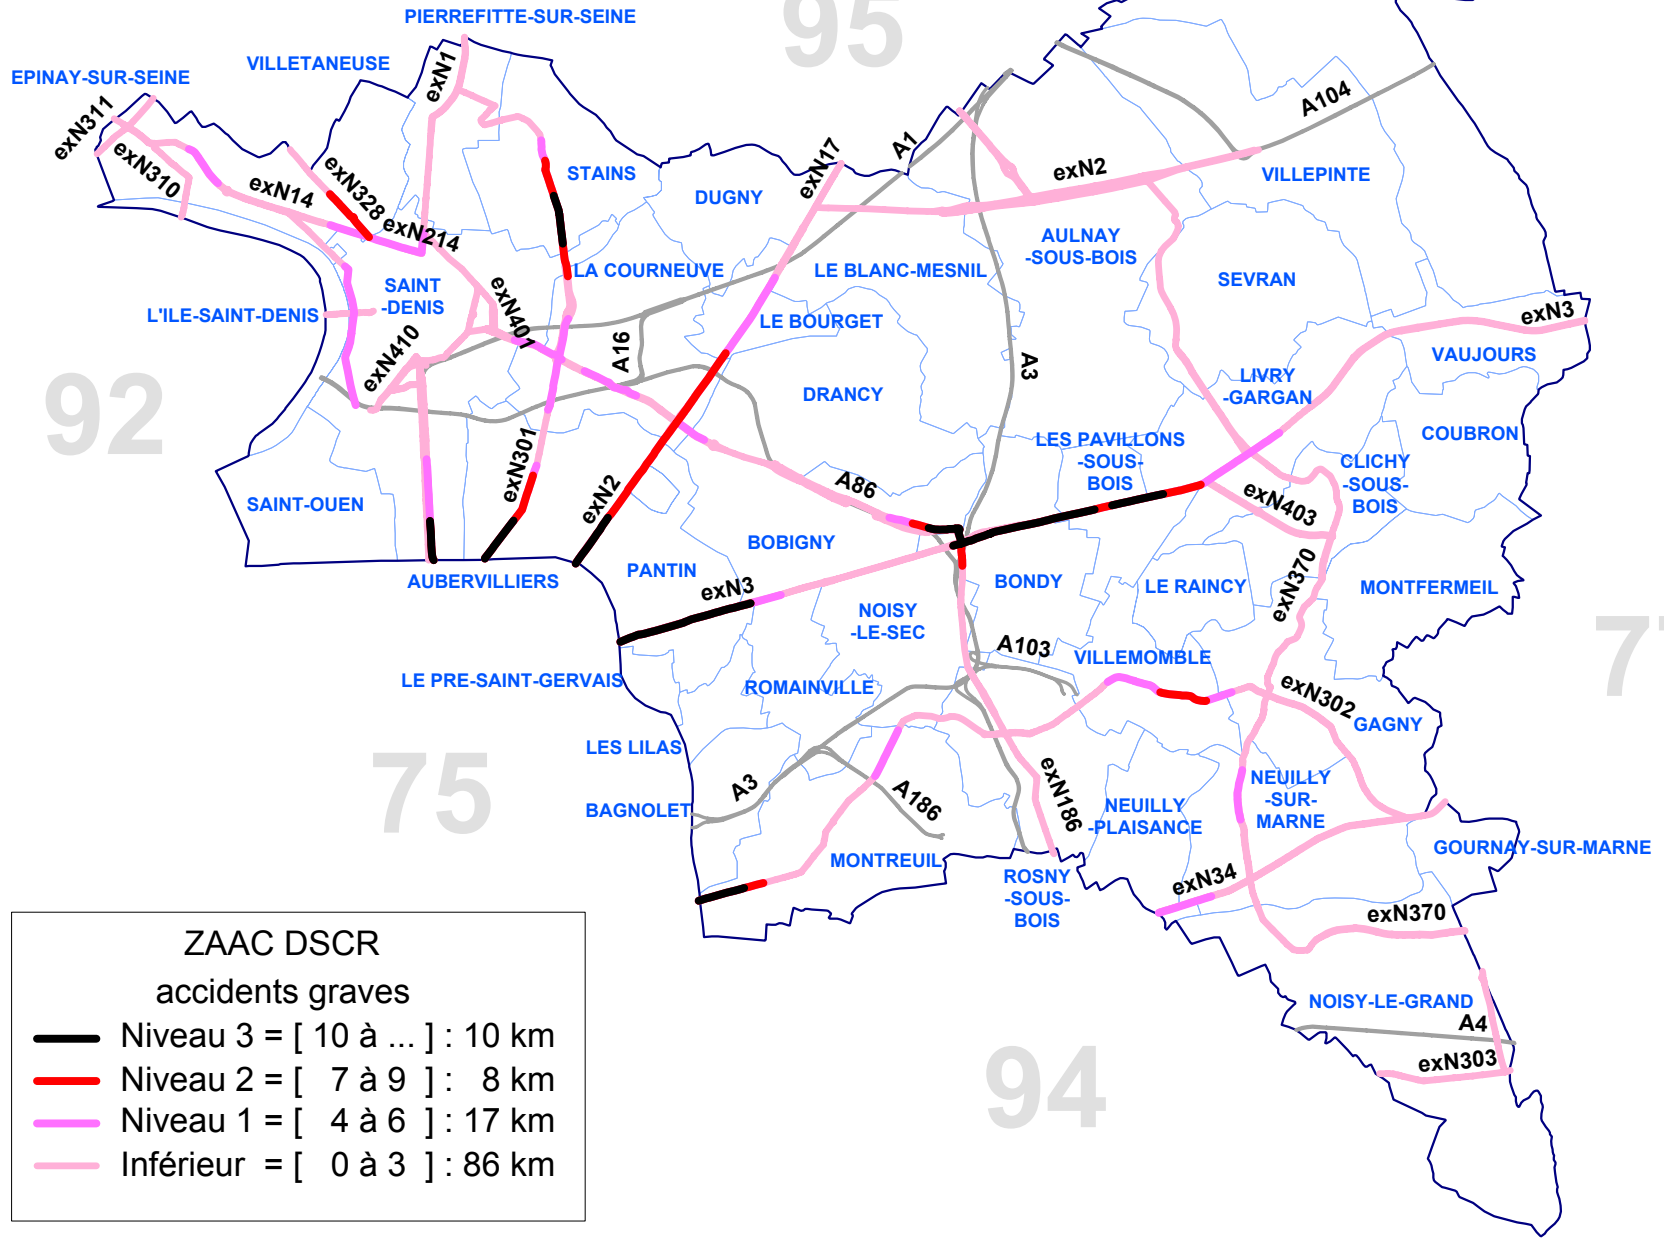 95
PIERREFITTE-SUR-SEINE
VILLETANEUSE
EPINAY-SUR-SEINE
exN1
exN311
exN310
exN14
exN328
exN214
STAINS
DUGNY
exN17
A1
exN2
A104
VILLEPINTE
AULNAY
-SOUS-BOIS
SEVRAN
LA COURNEUVE
LE BLANC-MESNIL
SAINT
-DENIS
L'ILE-SAINT-DENIS
exN401
exN410
LE BOURGET
A16
A3
exN3
VAUJOURS
DRANCY
LIVRY
-GARGAN
92
COUBRON
LES PAVILLONS
-SOUS-
BOIS
CLICHY
-SOUS-
BOIS
exN301
exN2
A86
exN403
SAINT-OUEN
BOBIGNY
AUBERVILLIERS
PANTIN
exN3
BONDY
LE RAINCY
exN370
MONTFERMEIL
NOISY
-LE-SEC
77
A103
VILLEMOMBLE
LE PRE-SAINT-GERVAIS
ROMAINVILLE
exN302
GAGNY
LES LILAS
75
A3
A186
exN186
BAGNOLET
NEUILLY
-PLAISANCE
NEUILLY
-SUR-
MARNE
GOURNAY-SUR-MARNE
MONTREUIL
ROSNY
-SOUS-
BOIS
exN34
exN370
NOISY-LE-GRAND
A4
exN303
94
ZAAC DSCR
accidents graves
Niveau 3 = [ 10 à ... ] : 10 km
Niveau 2 = [ 7 à 9 ] : 8 km
Niveau 1 = [ 4 à 6 ] : 17 km
Inférieur = [ 0 à 3 ] : 86 km